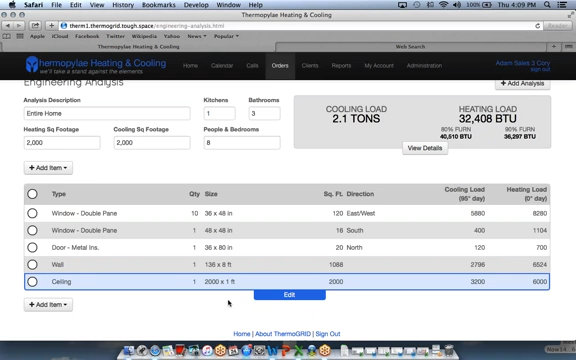 Safari File Edit View History Bookmarks Window Help
100% Thu 4:09 PM
Thermopylae Heating & Cooling
therm1.thermogrid.tough.space/engineering-analysis.html
Reader
Apple iCloud Facebook Twitter Wikipedia Yahoo News Popular
Thermopylae Heating & Cooling Web Search
Thermopylae Heating & Cooling
we'll take a stand against the elements
Home Calendar Calls Orders Clients Reports My Account Administration
Adam Sales 3 Cory
sign out
Engineering Analysis
+ Add Analysis
Analysis Description Kitchens Bathrooms
Entire Home 1 3
Heating Sq Footage Cooling Sq Footage People & Bedrooms
2,000 2,000 8
COOLING LOAD
2.1 TONS
HEATING LOAD
32,408 BTU
80% FURN 90% FURN
40,510 BTU 36,297 BTU
View Details
+ Add Item
Type Qty Size Sq. Ft. Direction Cooling Load (95° day) Heating Load (0° day)
Window - Double Pane 10 36 x 48 in 120 East/West 5880 8280
Window - Double Pane 1 48 x 48 in 16 South 400 1104
Door - Metal Ins. 1 36 x 80 in 20 North 120 700
Wall 1 136 x 8 ft 1088 2796 6524
Ceiling 1 2000 x 1 ft 2000 3200 6000
Edit
+ Add Item
Home | About ThermoGRID | Sign Out